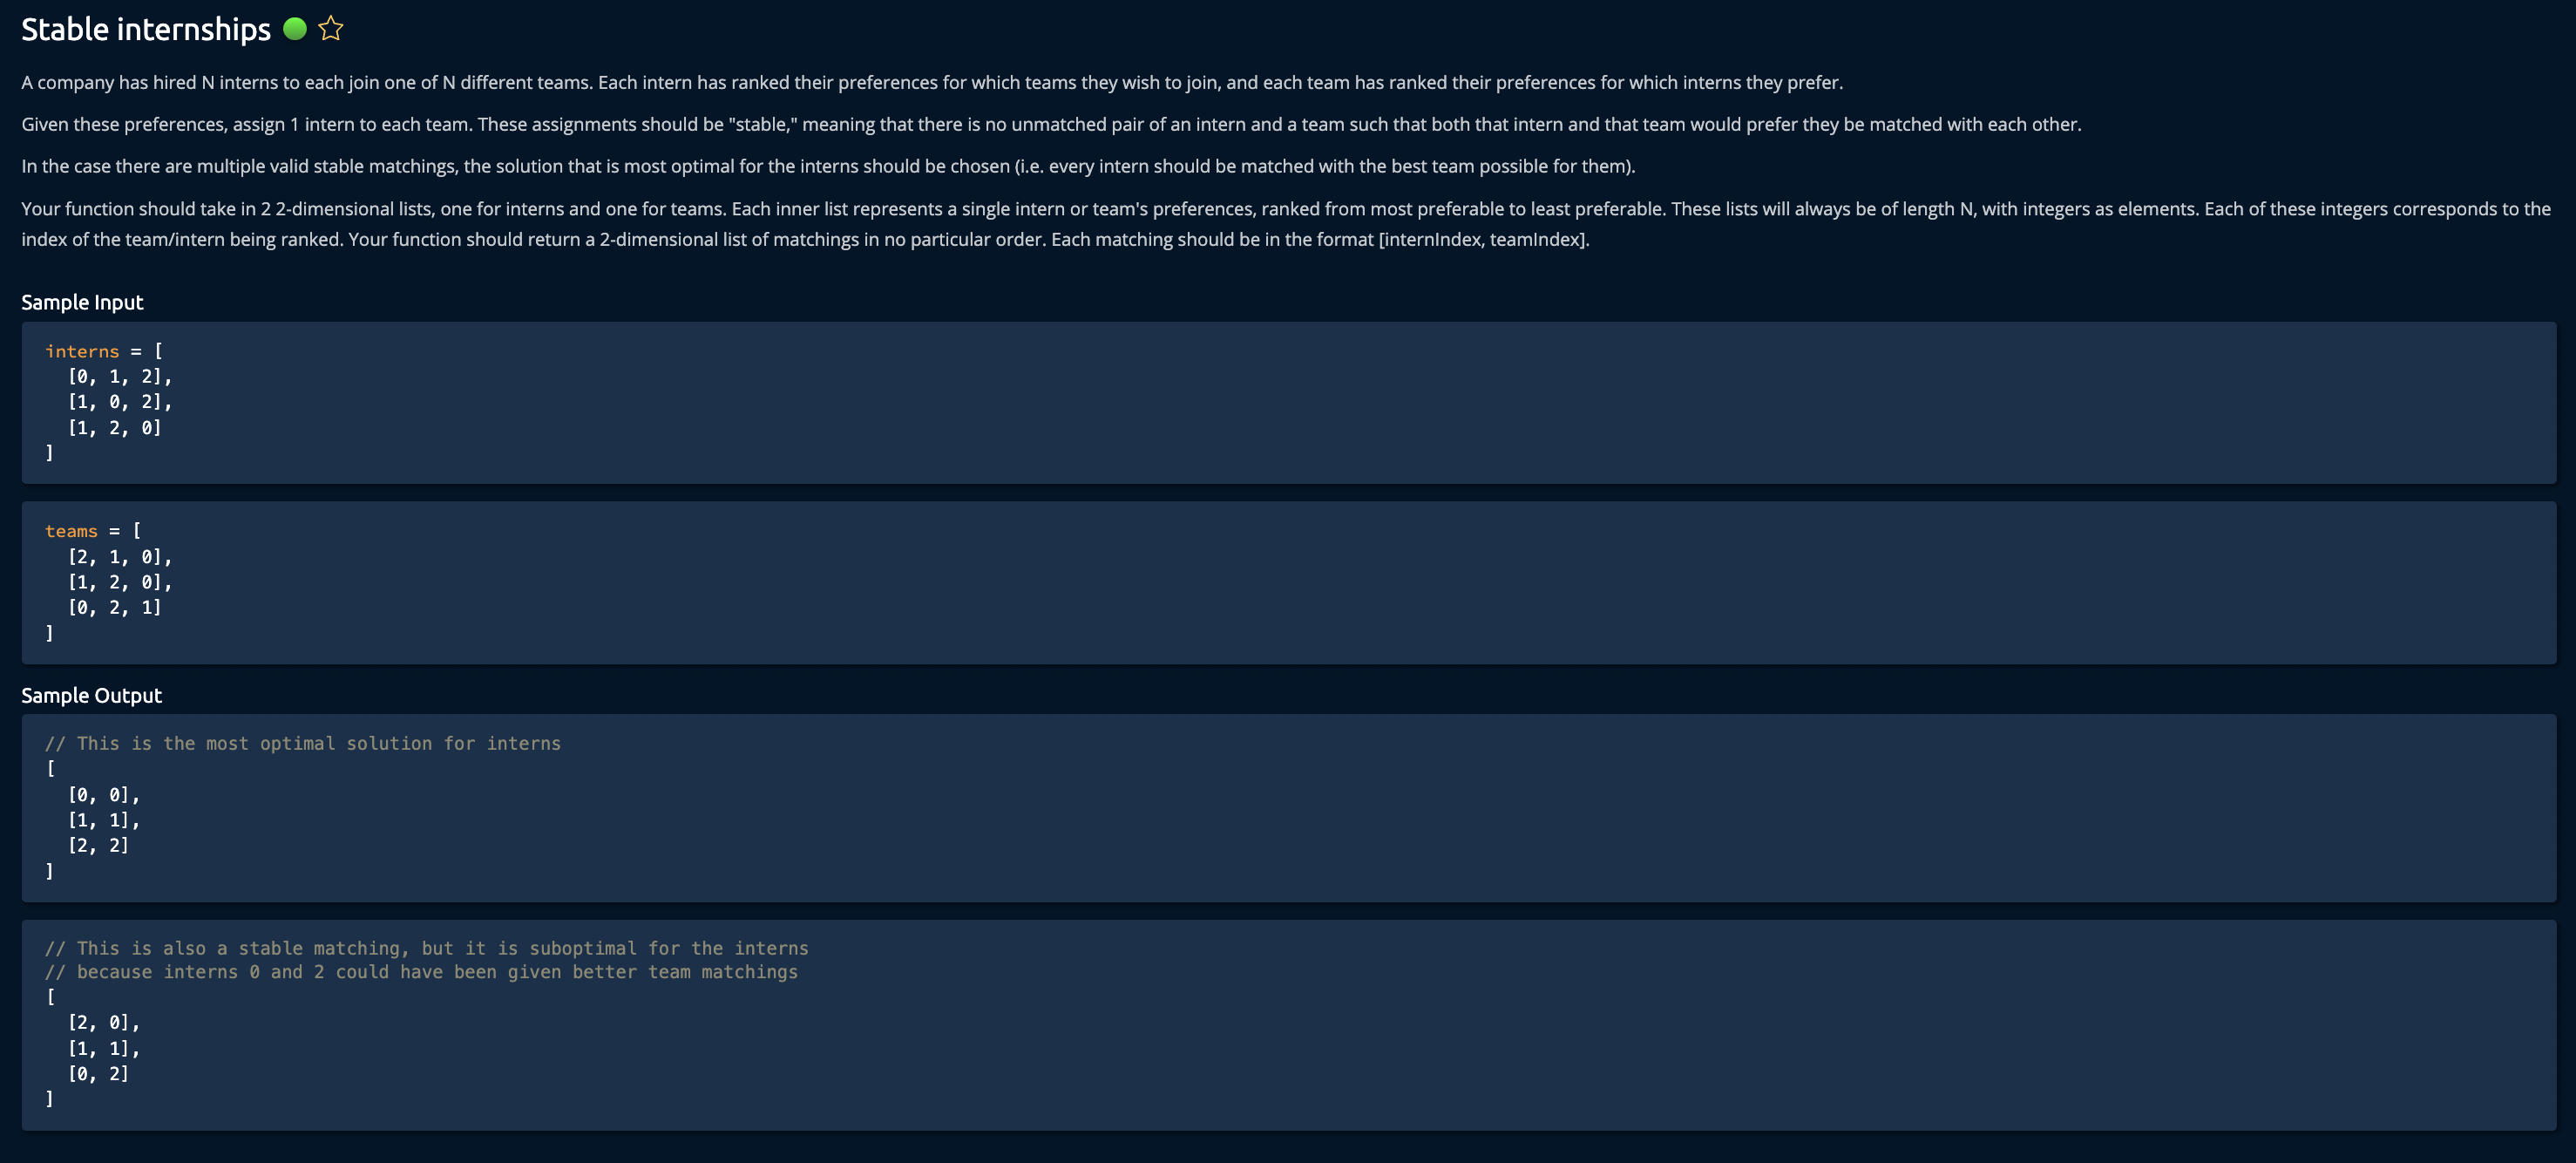 Stable internships
A company has hired N interns to each join one of N different teams. Each intern has ranked their preferences for which teams they wish to join, and each team has ranked their preferences for which interns they prefer.
Given these preferences, assign 1 intern to each team. These assignments should be "stable," meaning that there is no unmatched pair of an intern and a team such that both that intern and that team would prefer they be matched with each other.
In the case there are multiple valid stable matchings, the solution that is most optimal for the interns should be chosen (i.e. every intern should be matched with the best team possible for them).
Your function should take in 2 2-dimensional lists, one for interns and one for teams. Each inner list represents a single intern or team's preferences, ranked from most preferable to least preferable. These lists will always be of length N, with integers as elements. Each of these integers corresponds to the
index of the team/intern being ranked. Your function should return a 2-dimensional list of matchings in no particular order. Each matching should be in the format [internIndex, teamIndex].
Sample Input
interns = [
  [0, 1, 2],
  [1, 0, 2],
  [1, 2, 0]
]
teams = [
  [2, 1, 0],
  [1, 2, 0],
  [0, 2, 1]
]
Sample Output
// This is the most optimal solution for interns
[
  [0, 0],
  [1, 1],
  [2, 2]
]
// This is also a stable matching, but it is suboptimal for the interns
// because interns 0 and 2 could have been given better team matchings
[
  [2, 0],
  [1, 1],
  [0, 2]
]